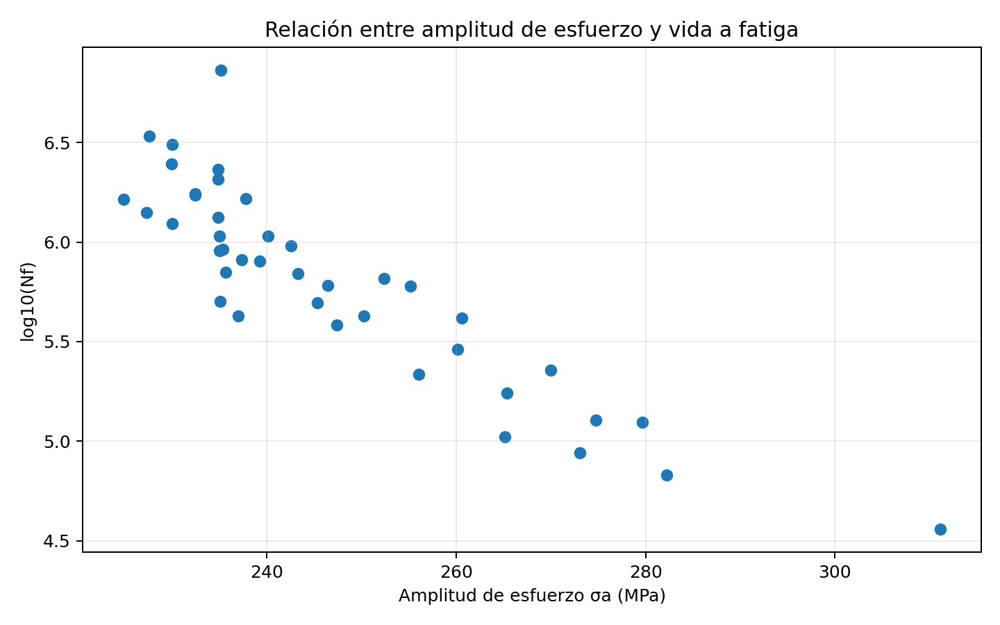 Relación entre amplitud de esfuerzo y vida a fatiga
log10(Nf)
6.5
6.0
5.5
5.0
4.5
240 260 280 300
Amplitud de esfuerzo σa (MPa)